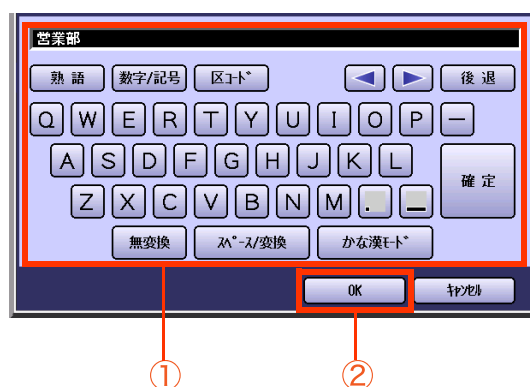 営業部
熟語 数字/記号 区ｺｰﾄﾞ ◀ ▶ 後退
Q W E R T Y U I O P ー
A S D F G H J K L 確定
Z X C V B N M . _
無変換 ｽﾍﾟｰｽ/変換 かな漢ﾓｰﾄﾞ
OK ｷｬﾝｾﾙ
① ②